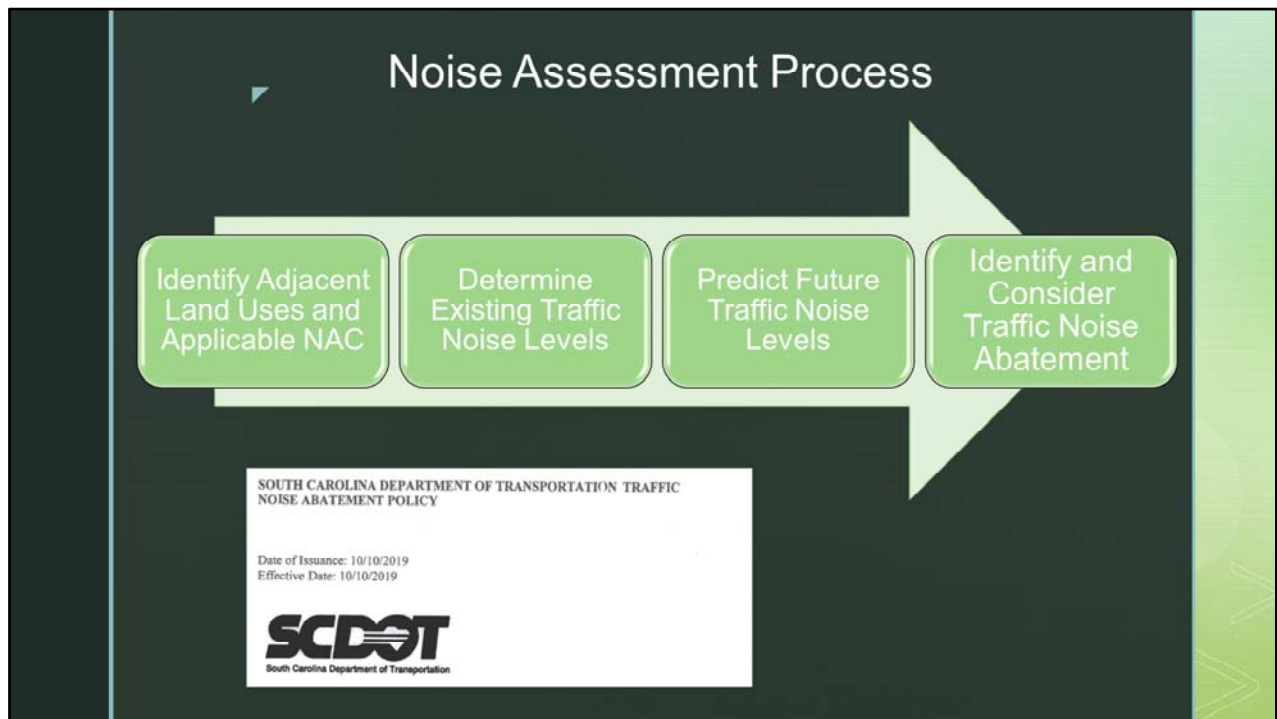 Noise Assessment Process
Identify Adjacent
Land Uses and
Applicable NAC
Determine
Existing Traffic
Noise Levels
Predict Future
Traffic Noise
Levels
Identify and
Consider
Traffic Noise
Abatement
SOUTH CAROLINA DEPARTMENT OF TRANSPORTATION TRAFFIC
NOISE ABATEMENT POLICY
Date of Issuance: 10/10/2019
Effective Date: 10/10/2019
SCDOT
South Carolina Department of Transportation